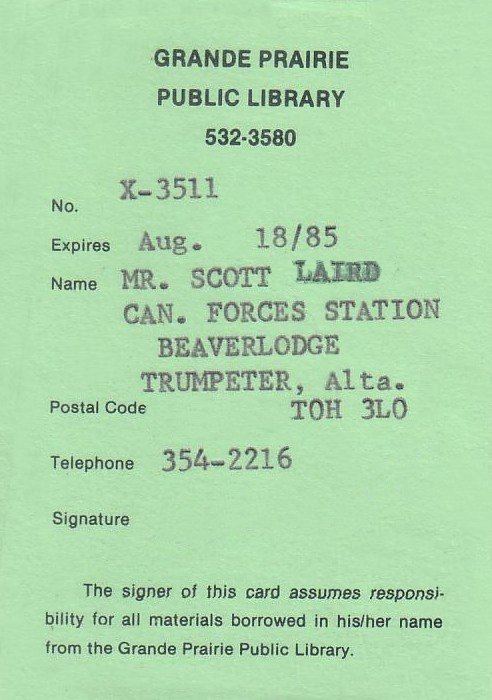 GRANDE PRAIRIE
PUBLIC LIBRARY
532-3580
No. X-3511
Expires Aug. 18/85
Name MR. SCOTT LAIRD
CAN. FORCES STATION
BEAVERLODGE
TRUMPETER, Alta.
Postal Code TOH 3LO
Telephone 354-2216
Signature
The signer of this card assumes responsi-
bility for all materials borrowed in his/her name
from the Grande Prairie Public Library.